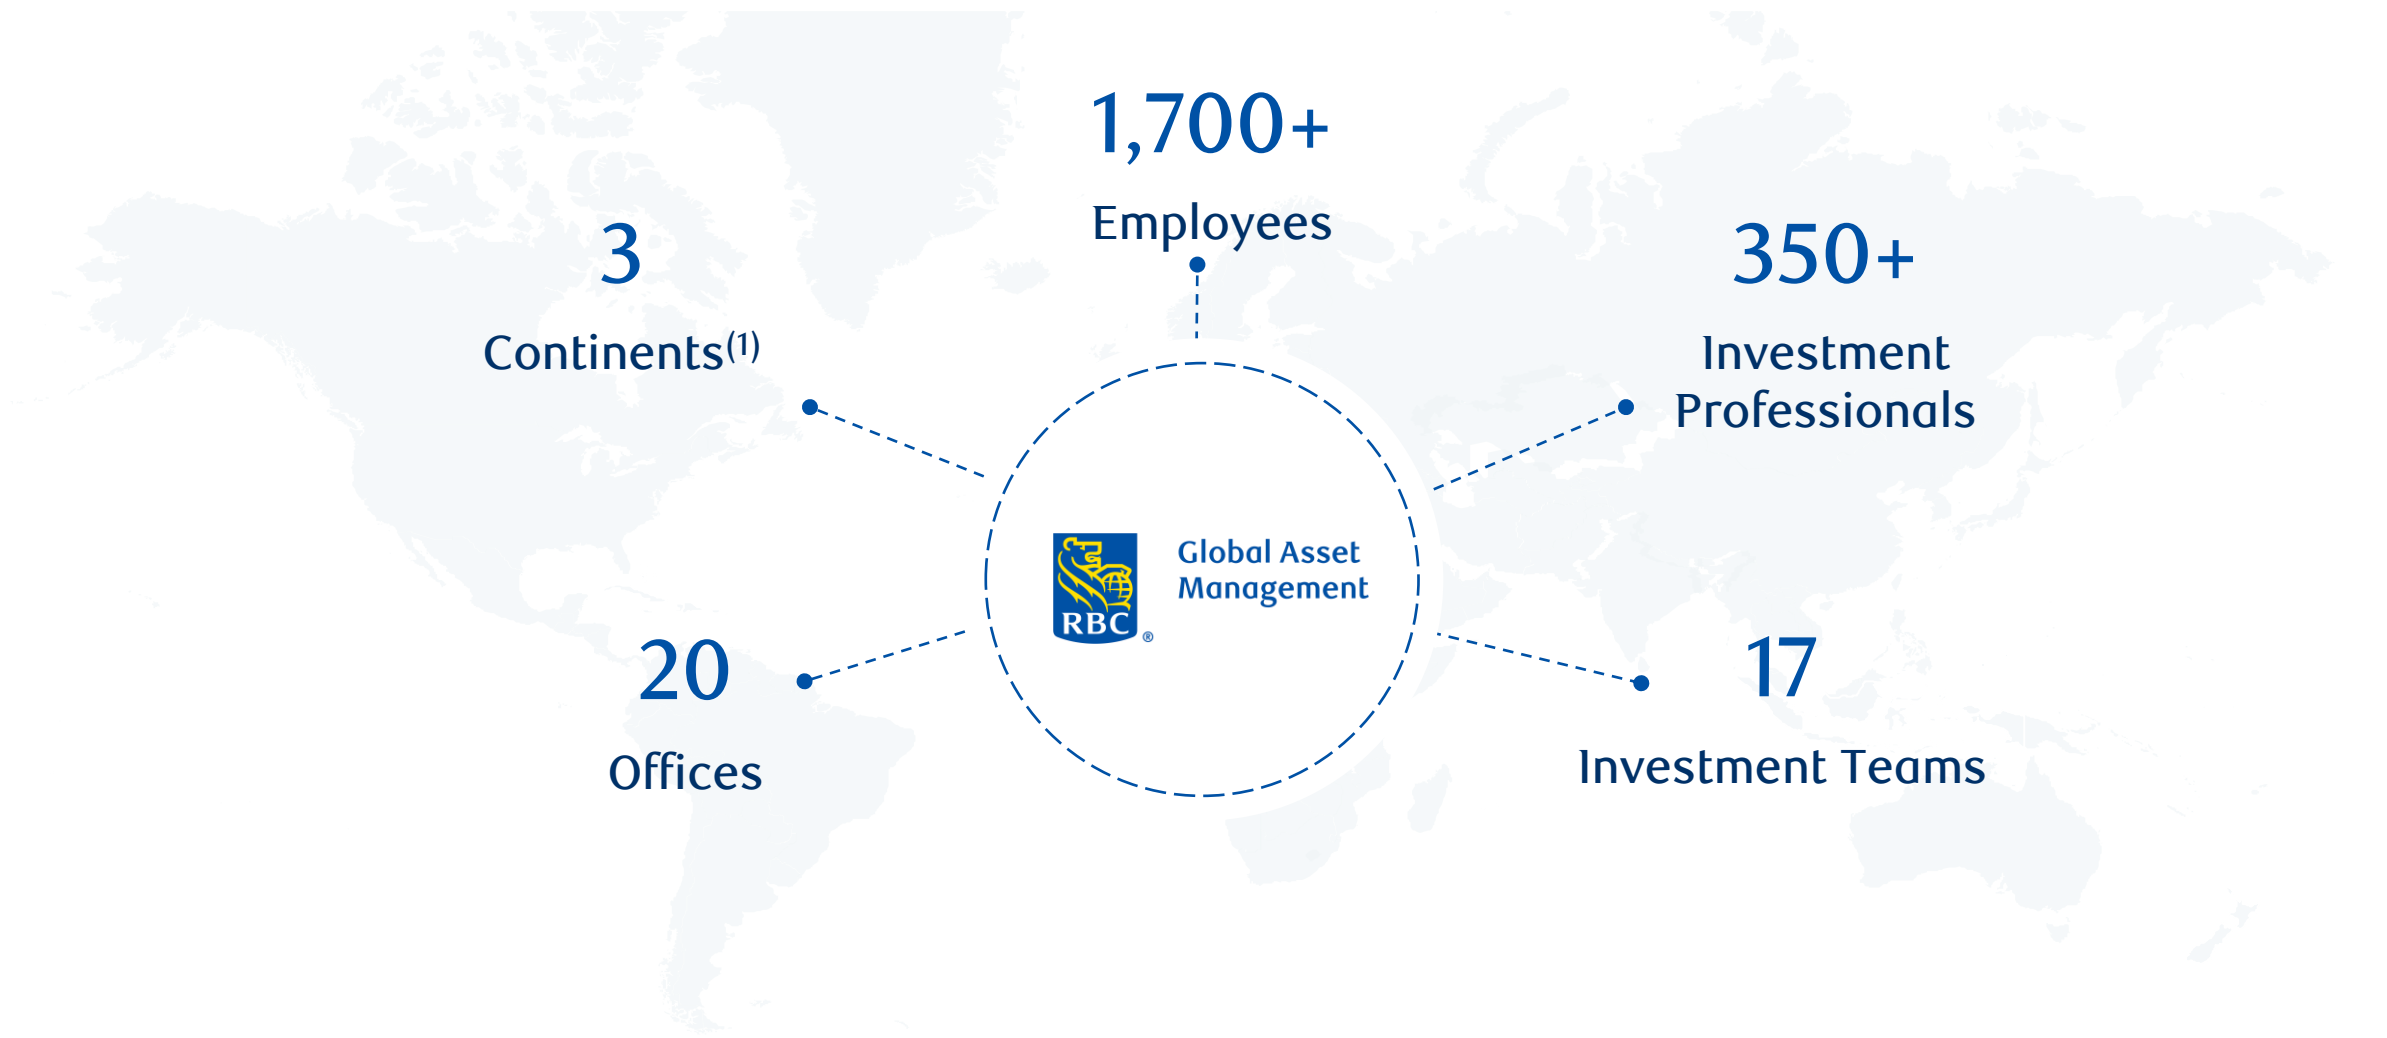 1,700+
Employees
3
Continents(1)
350+
Investment
Professionals
Global Asset
Management
RBC ®
20
Offices
17
Investment Teams